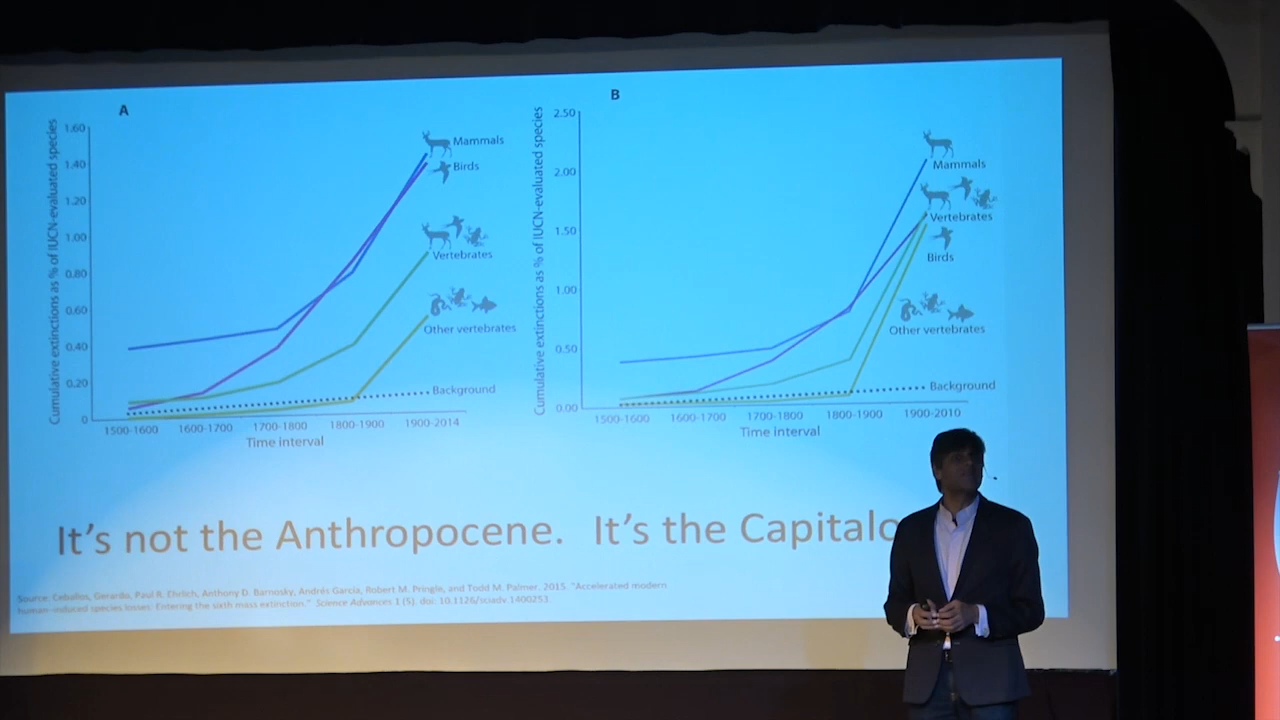 A
Cumulative extinctions as % of IUCN-evaluated species
1.60
1.40
1.20
1.00
0.80
0.60
0.40
0.20
0
Mammals
Birds
Vertebrates
Other vertebrates
Background
1500-1600 1600-1700 1700-1800 1800-1900 1900-2014
Time interval
B
Cumulative extinctions as % of IUCN-evaluated species
2.50
2.00
1.50
1.00
0.50
0.00
Mammals
Vertebrates
Birds
Other vertebrates
Background
1500-1600 1600-1700 1700-1800 1800-1900 1900-2010
Time interval
It's not the Anthropocene. It's the Capitalo
Source: Ceballos, Gerardo, Paul R. Ehrlich, Anthony D. Barnosky, Andrés García, Robert M. Pringle, and Todd M. Palmer. 2015. "Accelerated modern
human–induced species losses: Entering the sixth mass extinction." Science Advances 1 (5). doi: 10.1126/sciadv.1400253.